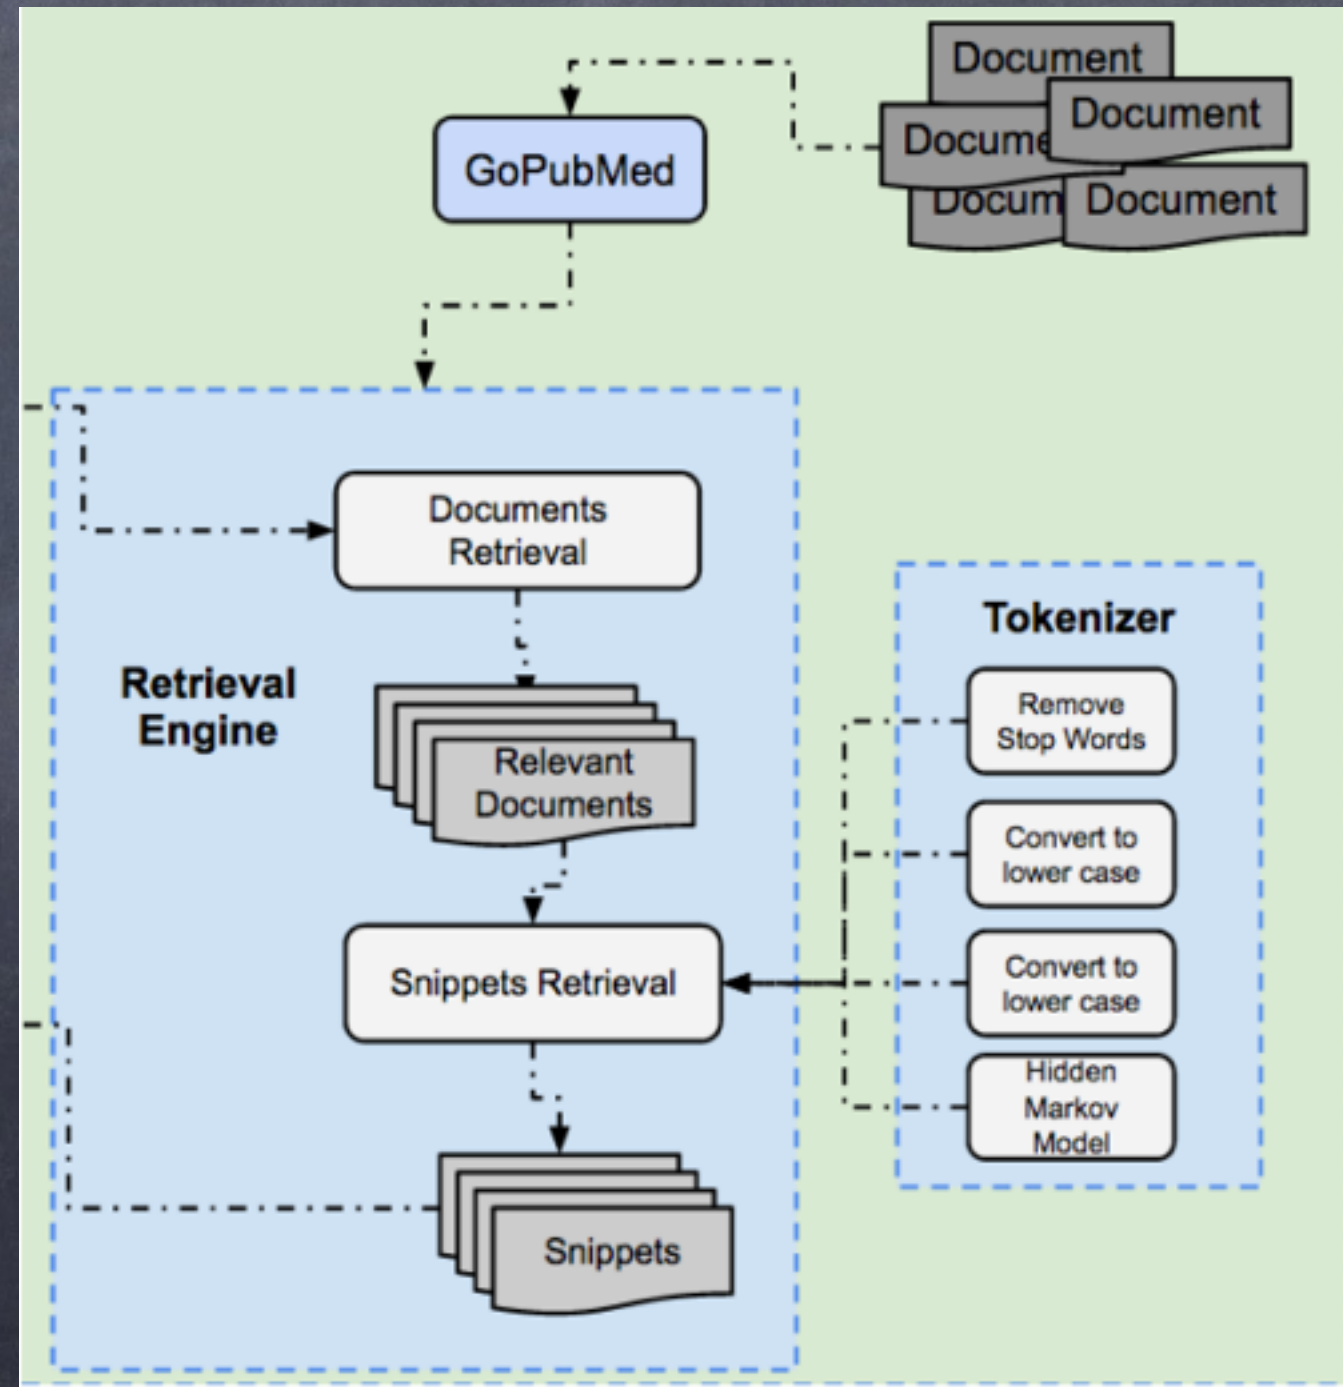 Document
Document
Docume
Docum
Document
GoPubMed
Documents
Retrieval
Retrieval
Engine
Relevant
Documents
Snippets Retrieval
Snippets
Tokenizer
Remove
Stop Words
Convert to
lower case
Convert to
lower case
Hidden
Markov
Model